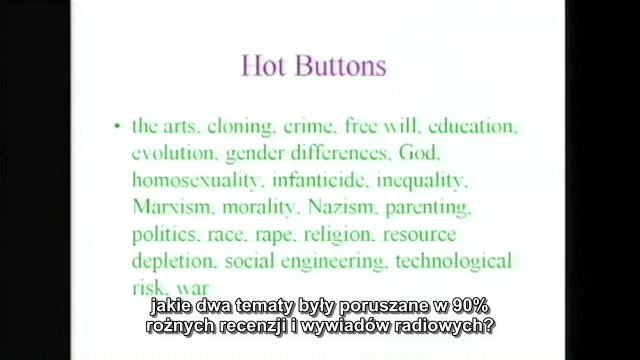 Hot Buttons
• the arts, cloning, crime, free will, education,
evolution, gender differences, God,
homosexuality, infanticide, inequality,
Marxism, morality, Nazism, parenting,
politics, race, rape, religion, resource
depletion, social engineering, technological
risk, war
jakie dwa tematy były poruszane w 90%
rożnych recenzji i wywiadów radiowych?